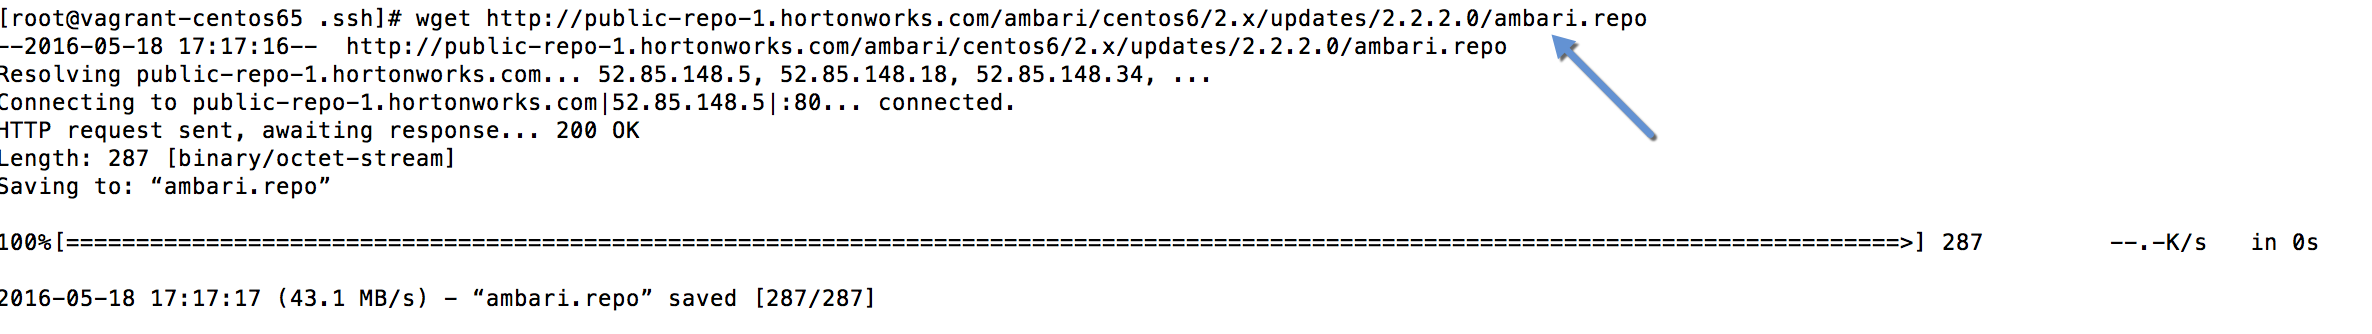 [root@vagrant-centos65 .ssh]# wget http://public-repo-1.hortonworks.com/ambari/centos6/2.x/updates/2.2.2.0/ambari.repo
--2016-05-18 17:17:16--  http://public-repo-1.hortonworks.com/ambari/centos6/2.x/updates/2.2.2.0/ambari.repo
Resolving public-repo-1.hortonworks.com... 52.85.148.5, 52.85.148.18, 52.85.148.34, ...
Connecting to public-repo-1.hortonworks.com|52.85.148.5|:80... connected.
HTTP request sent, awaiting response... 200 OK
Length: 287 [binary/octet-stream]
Saving to: “ambari.repo”
100%[===================================================================================================================================================================>] 287         --.-K/s   in 0s
2016-05-18 17:17:17 (43.1 MB/s) - “ambari.repo” saved [287/287]